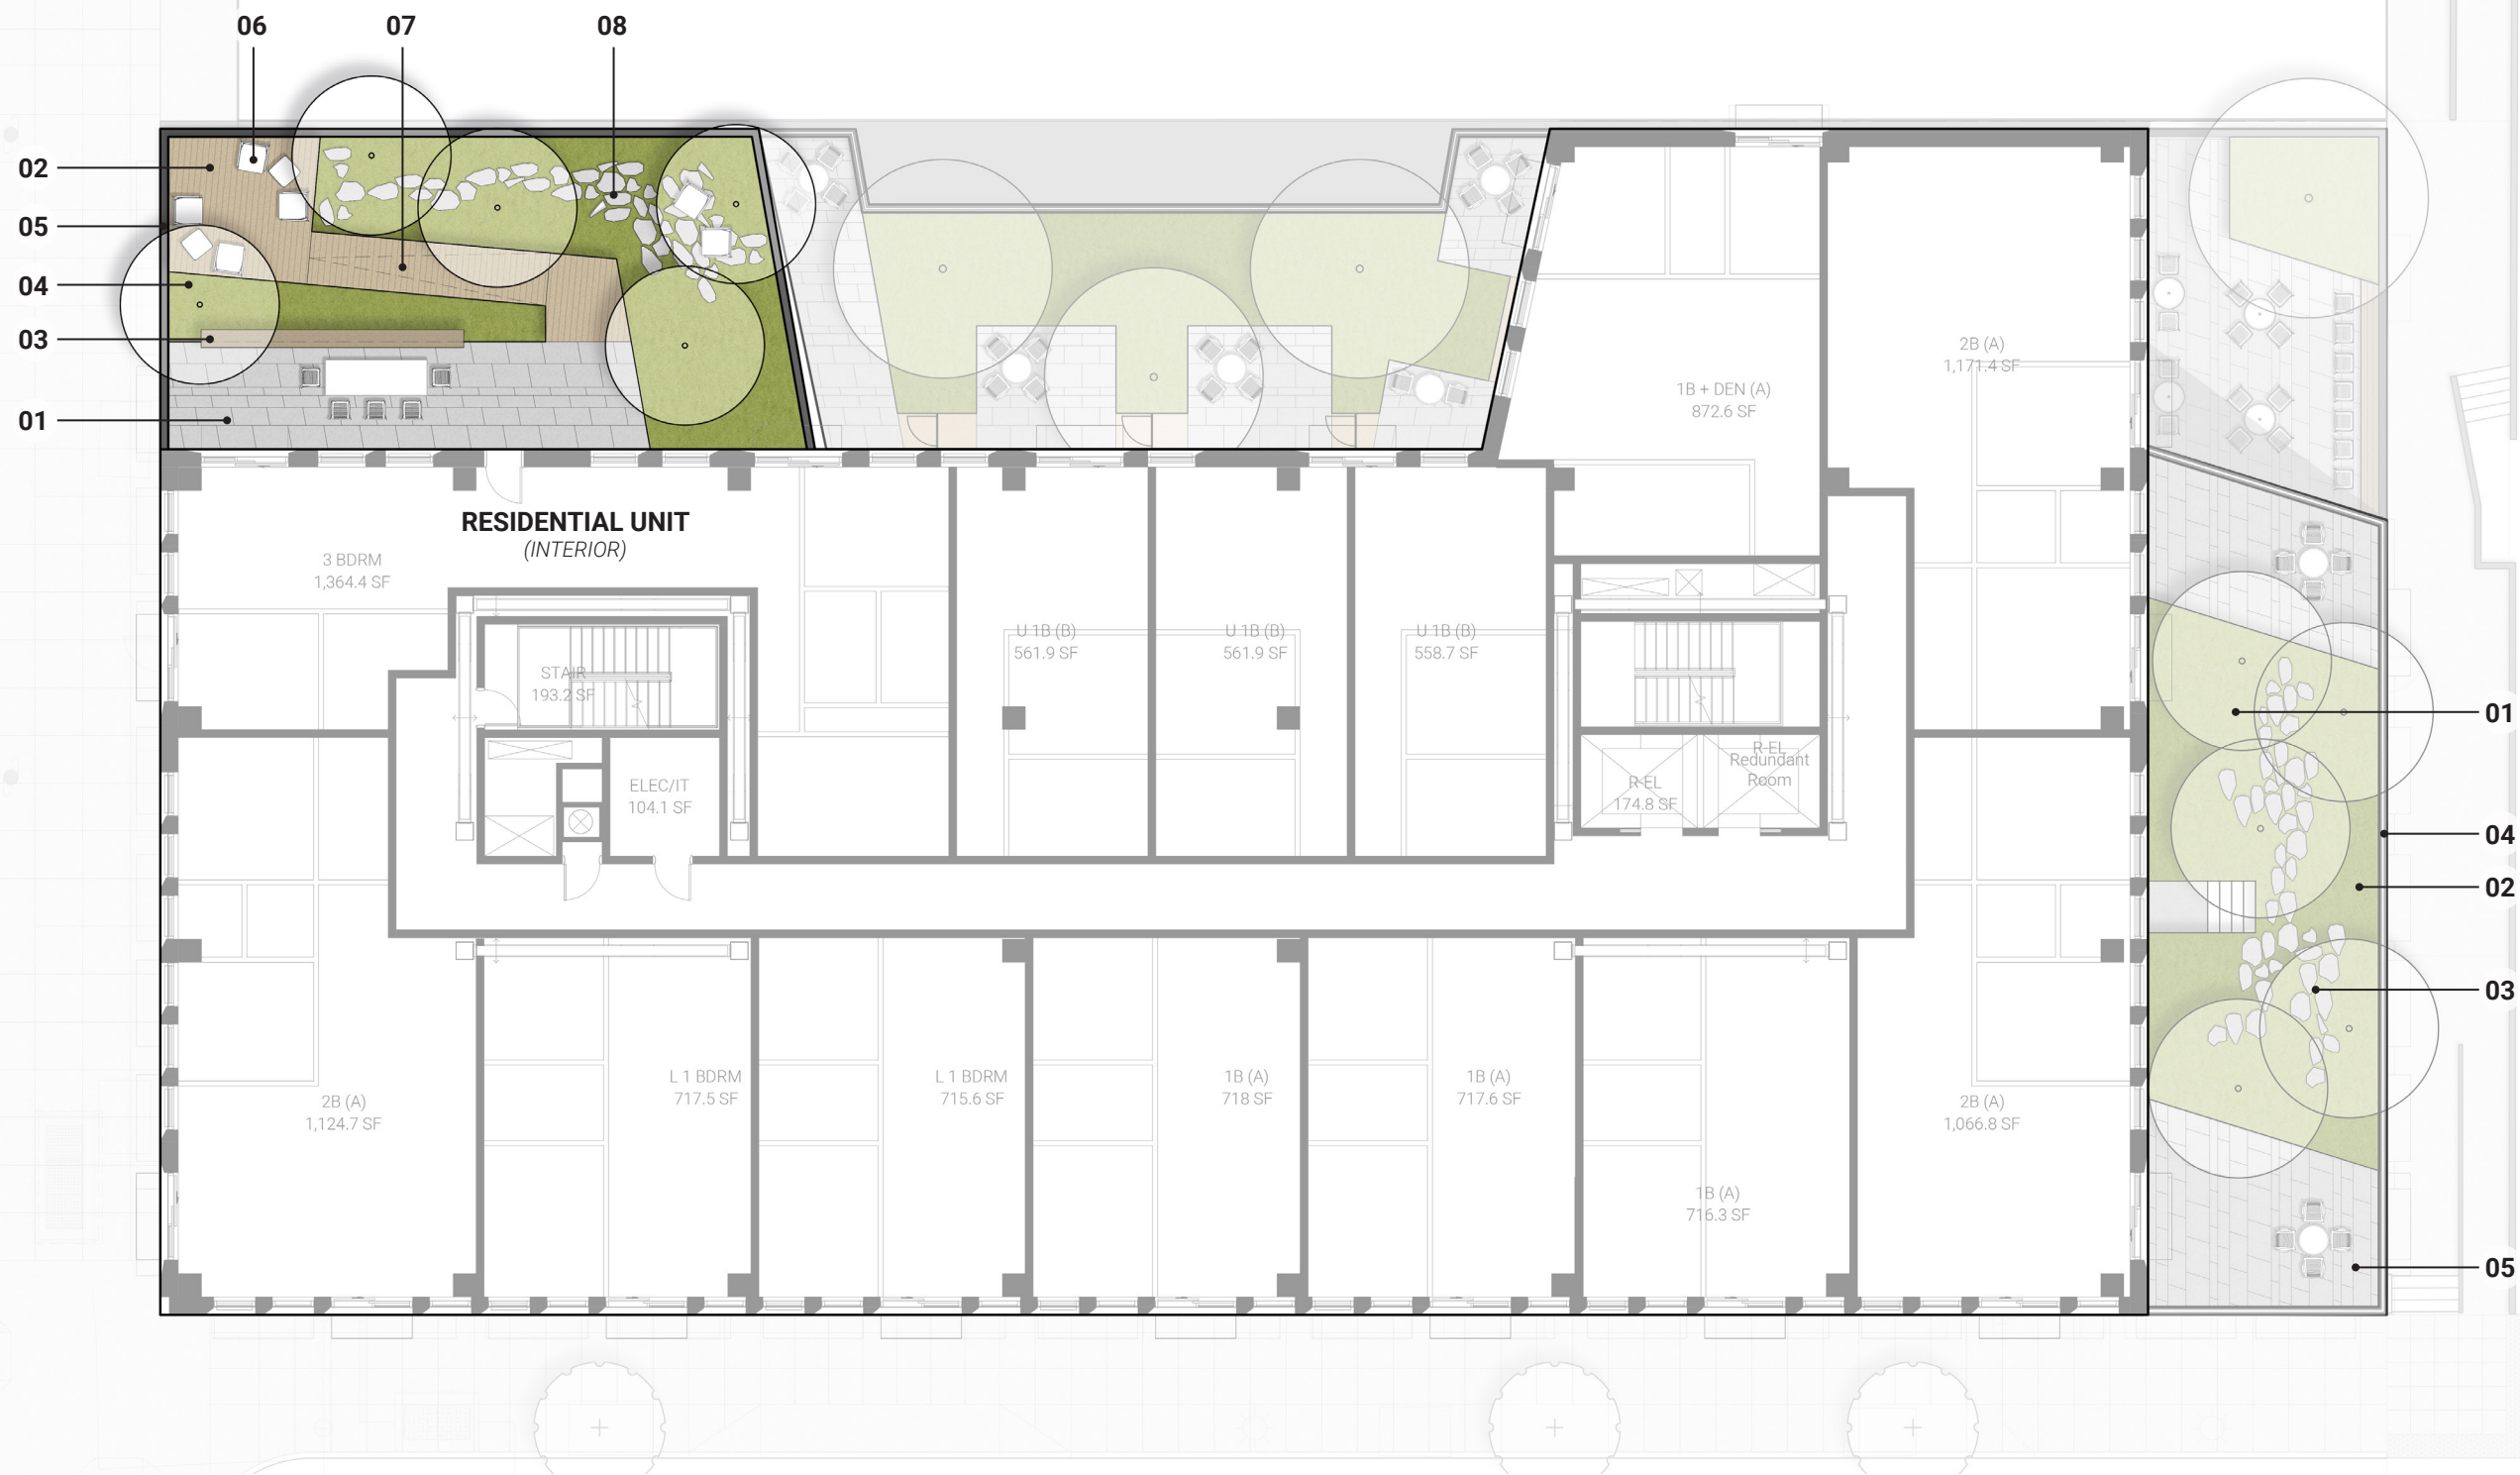 06
07
08
02
05
04
03
01
2B (A)
1,171.4 SF
1B + DEN (A)
872.6 SF
RESIDENTIAL UNIT
(INTERIOR)
3 BDRM
1,364.4 SF
U 1B (B)
561.9 SF
U 1B (B)
561.9 SF
U 1B (B)
558.7 SF
STAIR
193.2 SF
ELEC/IT
104.1 SF
R-EL
174.8 SF
R-EL
Redundant
Room
01
04
02
03
05
2B (A)
1,124.7 SF
L 1 BDRM
717.5 SF
L 1 BDRM
715.6 SF
1B (A)
718 SF
1B (A)
717.6 SF
1B (A)
716.3 SF
2B (A)
1,066.8 SF